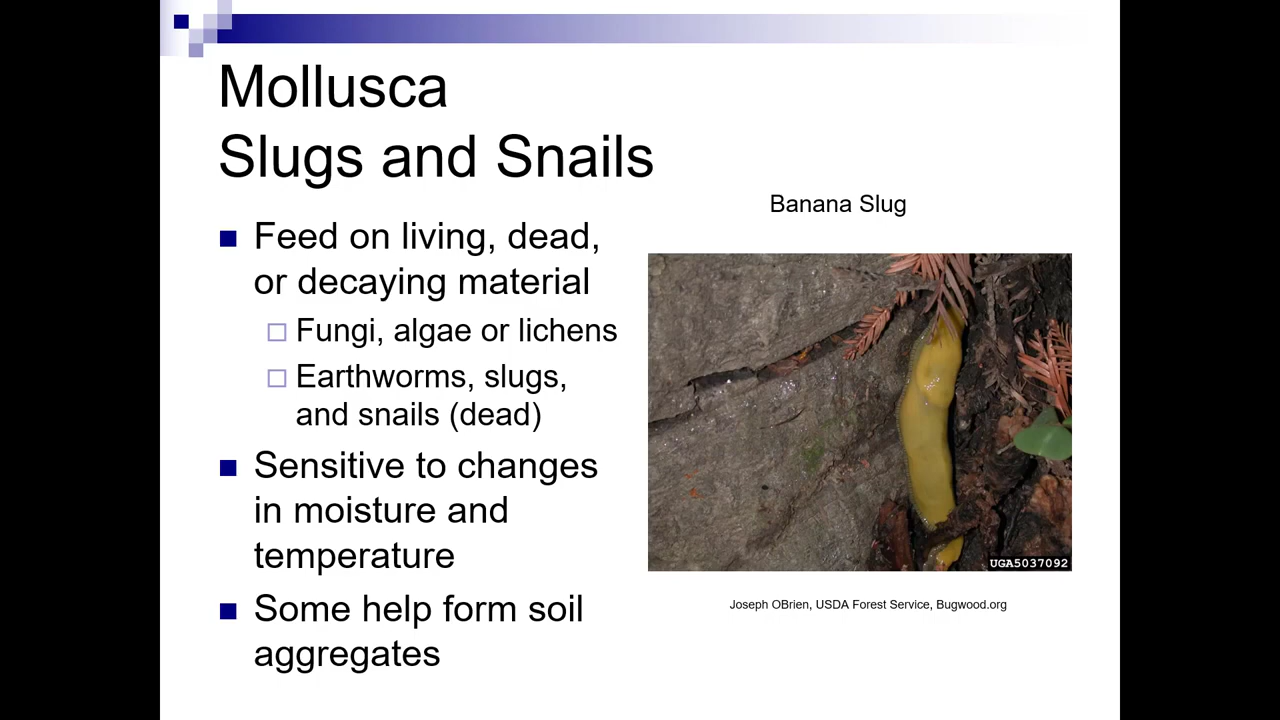 Mollusca
Slugs and Snails
Banana Slug
Feed on living, dead,
or decaying material
Fungi, algae or lichens
Earthworms, slugs,
and snails (dead)
Sensitive to changes
in moisture and
temperature
Some help form soil
aggregates
UGA5037092
Joseph OBrien, USDA Forest Service, Bugwood.org